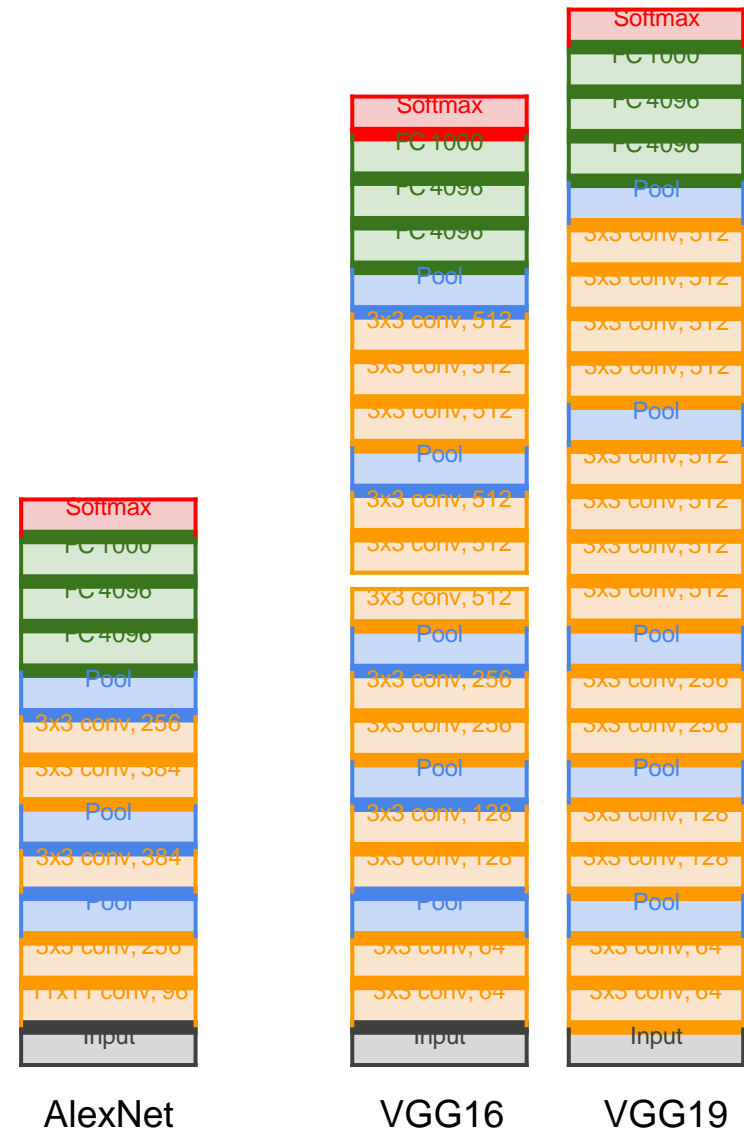 Softmax
FC 1000
FC 4096
FC 4096
Pool
3x3 conv, 256
3x3 conv, 384
Pool
3x3 conv, 384
Pool
5x5 conv, 256
11x11 conv, 96
Input
AlexNet
Softmax
FC 1000
FC 4096
FC 4096
Pool
3x3 conv, 512
3x3 conv, 512
3x3 conv, 512
Pool
3x3 conv, 512
3x3 conv, 512
3x3 conv, 512
Pool
3x3 conv, 256
3x3 conv, 256
Pool
3x3 conv, 128
3x3 conv, 128
Pool
3x3 conv, 64
3x3 conv, 64
Input
VGG16
Softmax
FC 1000
FC 4096
FC 4096
Pool
3x3 conv, 512
3x3 conv, 512
3x3 conv, 512
3x3 conv, 512
Pool
3x3 conv, 512
3x3 conv, 512
3x3 conv, 512
3x3 conv, 512
Pool
3x3 conv, 256
3x3 conv, 256
Pool
3x3 conv, 128
3x3 conv, 128
Pool
3x3 conv, 64
3x3 conv, 64
Input
VGG19